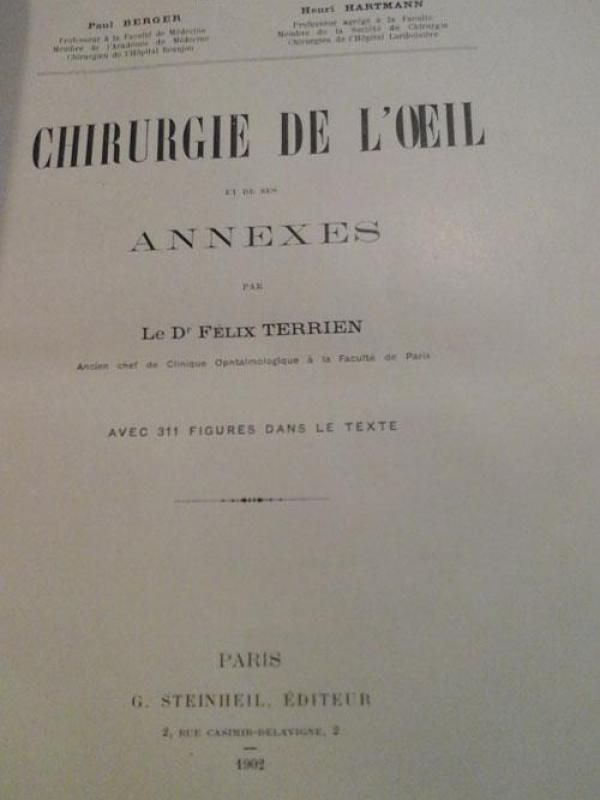 Paul BERGER
Professeur à la Faculté de Médecine
Membre de l'Académie de Médecine
Chirurgien de l'Hôpital Beaujon
Henri HARTMANN
Professeur agrégé à la Faculté
Membre de la Société de Chirurgie
Chirurgien de l'Hôpital Lariboisière
CHIRURGIE DE L'ŒIL
ET DE SES
ANNEXES
PAR
LE Dr FÉLIX TERRIEN
Ancien chef de Clinique Ophtalmologique à la Faculté de Paris
AVEC 311 FIGURES DANS LE TEXTE
PARIS
G. STEINHEIL, ÉDITEUR
2, RUE CASIMIR-DELAVIGNE, 2
1902